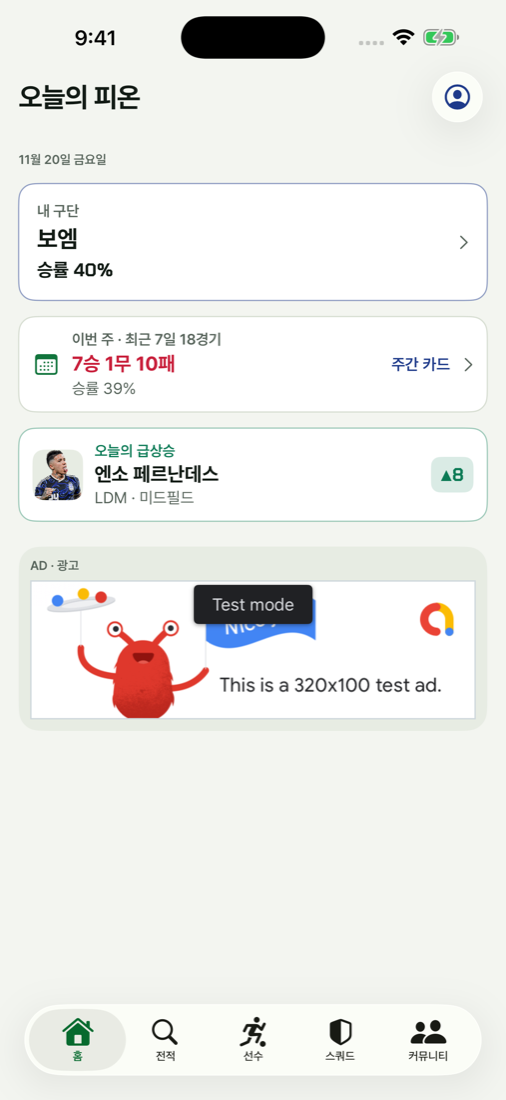 9:41
오늘의 피온
11월 20일 금요일
내 구단
보엠
승률 40%
이번 주 · 최근 7일 18경기
7승 1무 10패
승률 39%
주간 카드
오늘의 급상승
엔소 페르난데스
LDM · 미드필드
▲8
AD · 광고
Test mode
This is a 320x100 test ad.
홈
전적
선수
스쿼드
커뮤니티